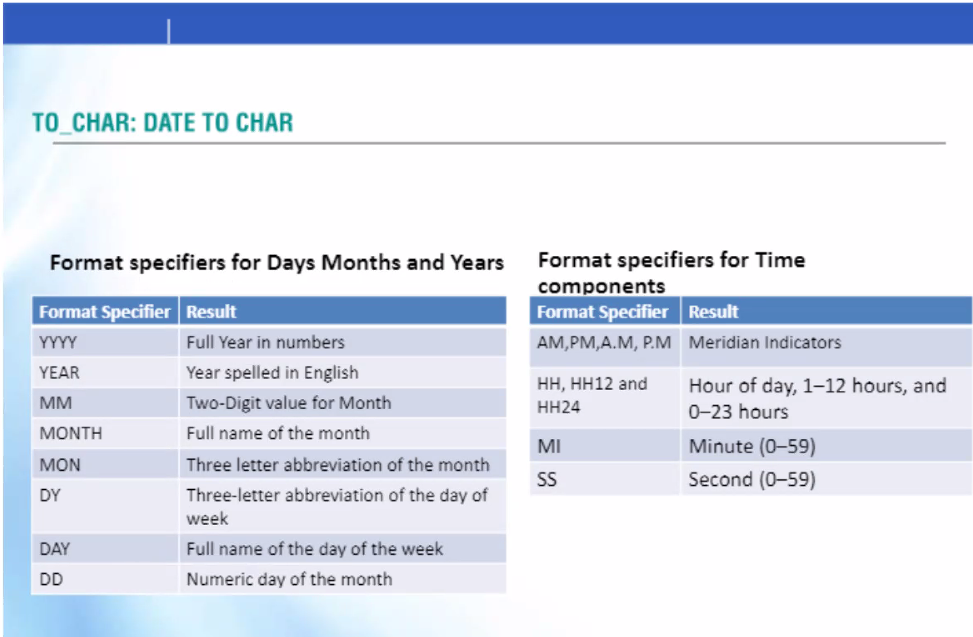 TO_CHAR: DATE TO CHAR
Format specifiers for Days Months and Years
Format Specifier Result
YYYY Full Year in numbers
YEAR Year spelled in English
MM Two-Digit value for Month
MONTH Full name of the month
MON Three letter abbreviation of the month
DY Three-letter abbreviation of the day of
week
DAY Full name of the day of the week
DD Numeric day of the month
Format specifiers for Time
components
Format Specifier Result
AM,PM,A.M, P.M Meridian Indicators
HH, HH12 and
HH24
Hour of day, 1–12 hours, and
0–23 hours
MI Minute (0–59)
SS Second (0–59)